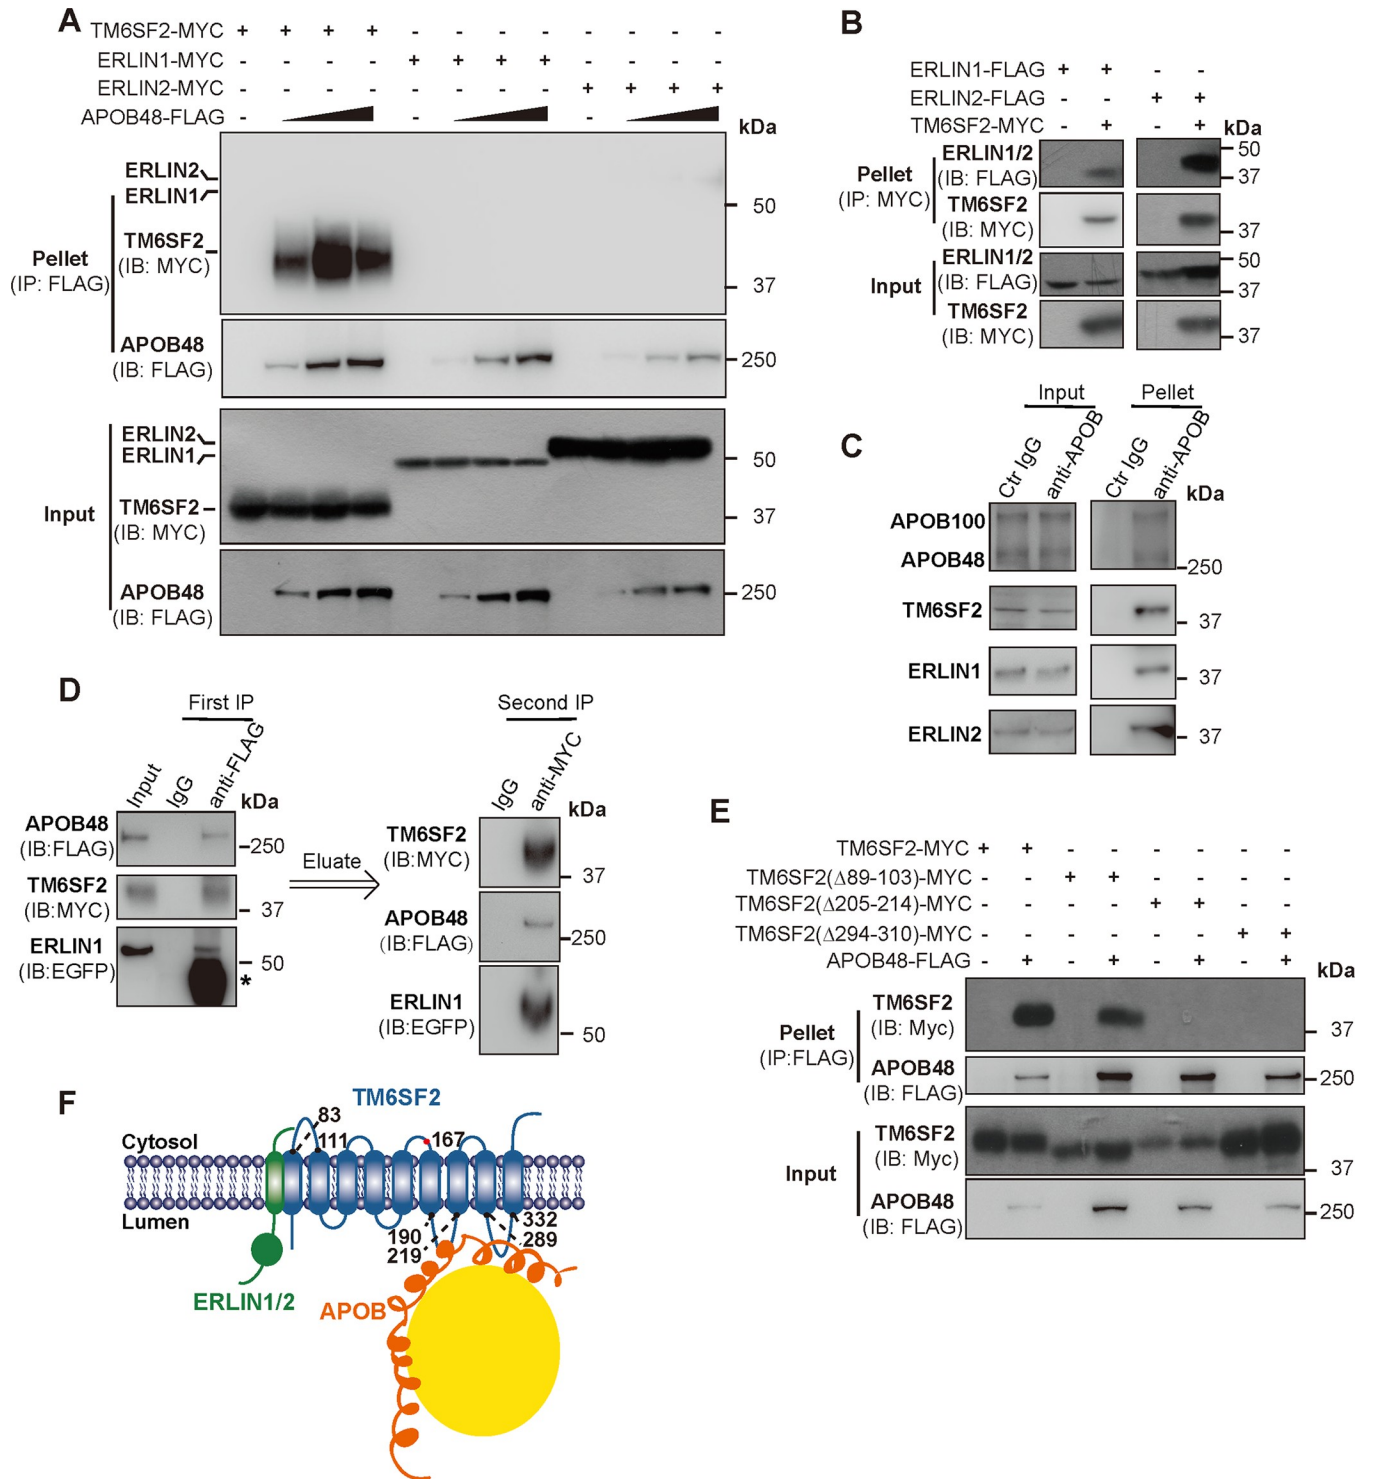 A
TM6SF2-MYC + + + + - - - - - - - -
ERLIN1-MYC - - - - + + + + - - - -
ERLIN2-MYC - - - - - - - - + + + +
APOB48-FLAG - - -
kDa
ERLIN2
ERLIN1
50
TM6SF2
(IB: MYC)
Pellet
(IP: FLAG)
37
APOB48
(IB: FLAG)
250
ERLIN2
ERLIN1
50
Input
TM6SF2
(IB: MYC)
37
APOB48
(IB: FLAG)
250
B
ERLIN1-FLAG + + - -
ERLIN2-FLAG - - + +
TM6SF2-MYC - + - + kDa
Pellet
(IP: MYC)
ERLIN1/2
(IB: FLAG)
50
37
TM6SF2
(IB: MYC)
37
Input
ERLIN1/2
(IB: FLAG)
50
37
TM6SF2
(IB: MYC)
37
C
Input Pellet
Ctr IgG
anti-APOB
Ctr IgG
anti-APOB
kDa
APOB100
APOB48
250
TM6SF2
37
ERLIN1
37
ERLIN2
37
D
First IP
Input
IgG
anti-FLAG
kDa
APOB48
(IB:FLAG)
250
TM6SF2
(IB:MYC)
37
ERLIN1
(IB:EGFP)
50
*
Eluate
Second IP
IgG
anti-MYC
kDa
TM6SF2
(IB:MYC)
37
APOB48
(IB:FLAG)
250
ERLIN1
(IB:EGFP)
50
E
TM6SF2-MYC + + - - - - - -
TM6SF2(Δ89-103)-MYC - - + + - - - -
TM6SF2(Δ205-214)-MYC - - - - + + - -
TM6SF2(Δ294-310)-MYC - - - - - - + +
APOB48-FLAG - + - + - + - +
kDa
Pellet
(IP:FLAG)
TM6SF2
(IB: Myc)
37
APOB48
(IB: FLAG)
250
Input
TM6SF2
(IB: Myc)
37
APOB48
(IB: FLAG)
250
F
TM6SF2
83
111
167
Cytosol
Lumen
190
219
332
289
ERLIN1/2
APOB